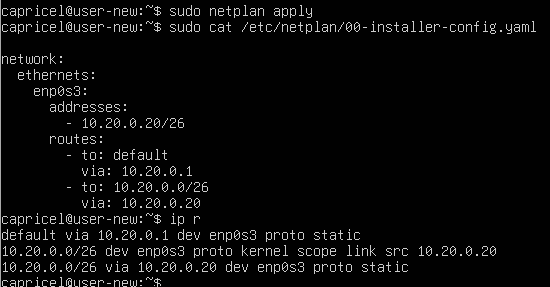 capricel@user-new:~$ sudo netplan apply
capricel@user-new:~$ sudo cat /etc/netplan/00-installer-config.yaml

network:
  ethernets:
    enp0s3:
      addresses:
        - 10.20.0.20/26
      routes:
        - to: default
          via: 10.20.0.1
        - to: 10.20.0.0/26
          via: 10.20.0.20
capricel@user-new:~$ ip r
default via 10.20.0.1 dev enp0s3 proto static
10.20.0.0/26 dev enp0s3 proto kernel scope link src 10.20.0.20
10.20.0.0/26 via 10.20.0.20 dev enp0s3 proto static
capricel@user-new:~$